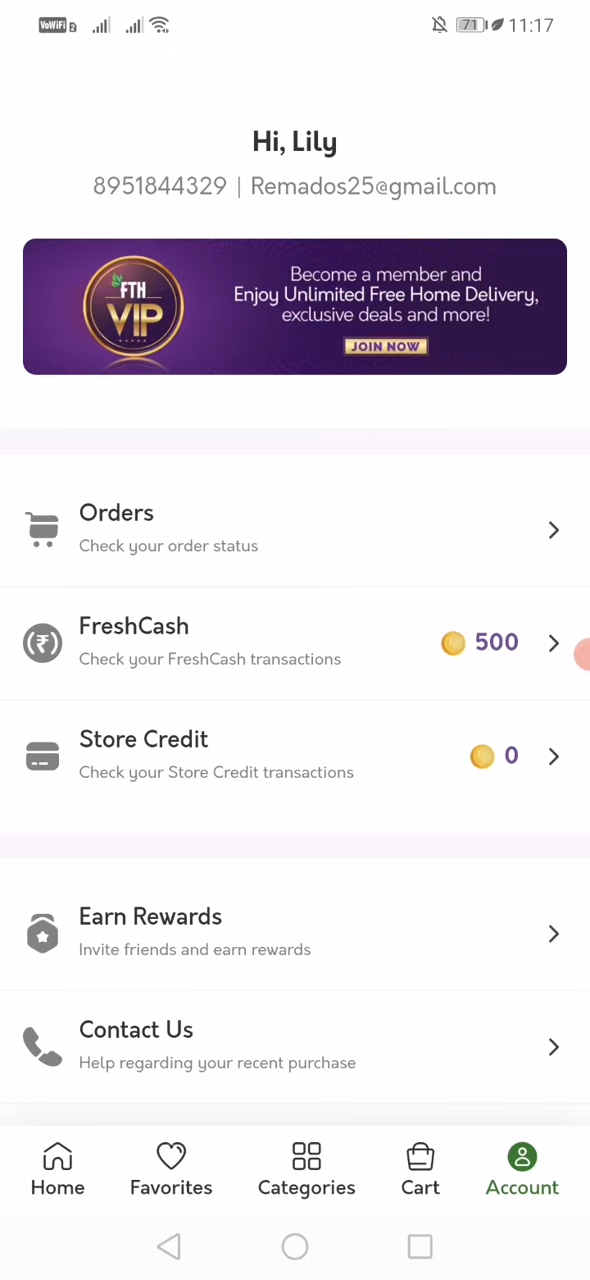 VoWiFi 2 71 11:17
Hi, Lily
8951844329 | Remados25@gmail.com
FTH
VIP
Become a member and
Enjoy Unlimited Free Home Delivery,
exclusive deals and more!
JOIN NOW
Orders
Check your order status
FreshCash
500
Check your FreshCash transactions
Store Credit
0
Check your Store Credit transactions
Earn Rewards
Invite friends and earn rewards
Contact Us
Help regarding your recent purchase
Home Favorites Categories Cart Account